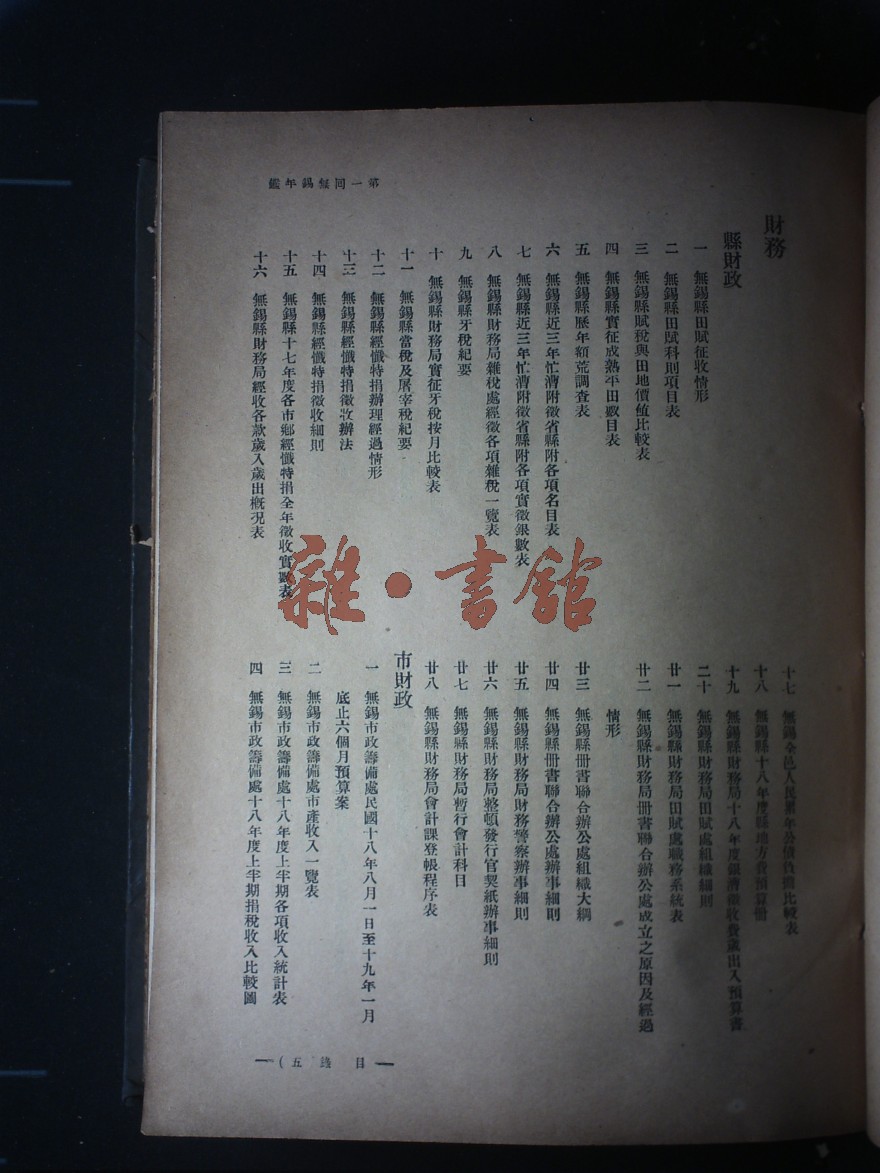 第一回無錫年鑑
財務
縣財政
一 無錫縣田賦征收情形
二 無錫縣田賦科則項目表
三 無錫縣賦稅與田地價值比較表
四 無錫縣實征成熟平田數目表
五 無錫縣歷年額荒調查表
六 無錫縣近三年忙漕附徵省縣附各項名目表
七 無錫縣近三年忙漕附徵省縣附各項實徵銀數表
八 無錫縣財務局雜稅處經徵各項雜稅一覽表
九 無錫縣牙稅紀要
十 無錫縣財務局實征牙稅按月比較表
十一 無錫縣當稅及屠宰稅紀要
十二 無錫縣經懺特捐辦理經過情形
十三 無錫縣經懺特捐徵收辦法
十四 無錫縣經懺特捐徵收細則
十五 無錫縣十七年度各市鄉經懺特捐全年徵收實數表
十六 無錫縣財務局經收各款歲入歲出概況表
十七 無錫全邑人民歷年公債負擔比較表
十八 無錫縣十八年度縣地方費預算冊
十九 無錫縣財務局十八年度銀漕徵收費歲出入預算書
二十 無錫縣財務局田賦處組織細則
廿一 無錫縣財務局田賦處職務系統表
廿二 無錫縣財務局冊書聯合辦公處成立之原因及經過
情形
廿三 無錫縣冊書聯合辦公處組織大綱
廿四 無錫縣冊書聯合辦公處辦事細則
廿五 無錫縣財務局財務警察辦事細則
廿六 無錫縣財務局整頓發行官契紙辦事細則
廿七 無錫縣財務局暫行會計科目
廿八 無錫縣財務局會計課登帳程序表
市財政
一 無錫市政籌備處民國十八年八月一日至十九年一月
底止六個月預算案
二 無錫市政籌備處市產收入一覽表
三 無錫市政籌備處十八年度上半期各項收入統計表
四 無錫市政籌備處十八年度上半期捐稅收入比較圖
目錄（五
雜·書館